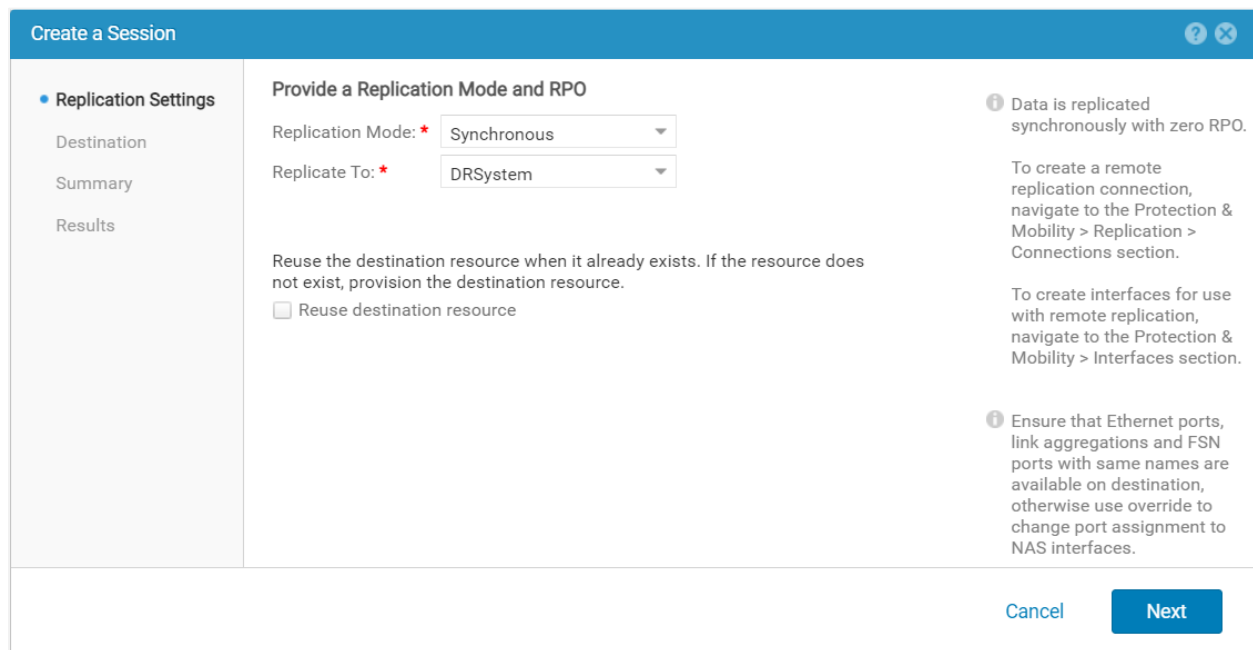 Create a Session
Replication Settings
Destination
Summary
Results
Provide a Replication Mode and RPO
Replication Mode: * Synchronous
Replicate To: * DRSystem
Reuse the destination resource when it already exists. If the resource does
not exist, provision the destination resource.
Reuse destination resource
Data is replicated
synchronously with zero RPO.
To create a remote
replication connection,
navigate to the Protection &
Mobility > Replication >
Connections section.
To create interfaces for use
with remote replication,
navigate to the Protection &
Mobility > Interfaces section.
Ensure that Ethernet ports,
link aggregations and FSN
ports with same names are
available on destination,
otherwise use override to
change port assignment to
NAS interfaces.
Cancel
Next